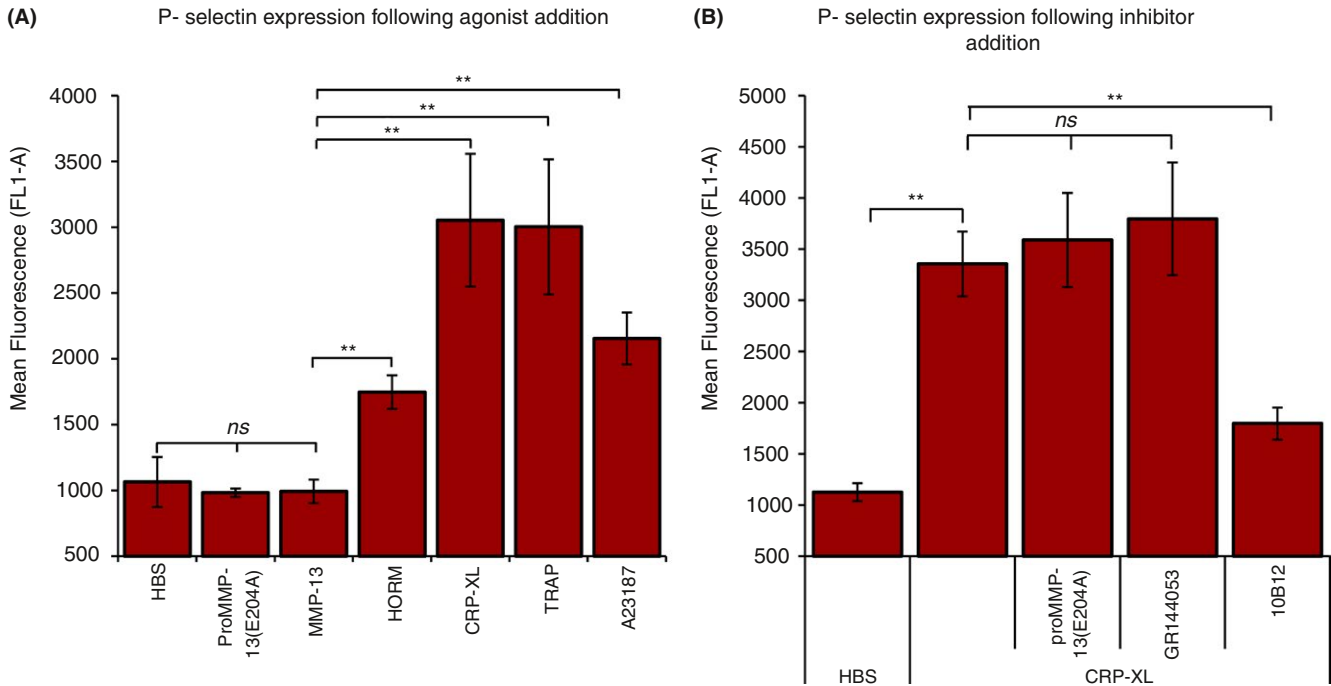 (A)
P- selectin expression following agonist addition
Mean Fluorescence (FL1-A)
4000
3500
3000
2500
2000
1500
1000
500
ns
**
**
**
**
HBS
ProMMP-
13(E204A)
MMP-13
HORM
CRP-XL
TRAP
A23187
(B)
P- selectin expression following inhibitor
addition
Mean Fluorescence (FL1-A)
5000
4500
4000
3500
3000
2500
2000
1500
1000
500
**
ns
**
proMMP-
13(E204A)
GR144053
10B12
HBS
CRP-XL